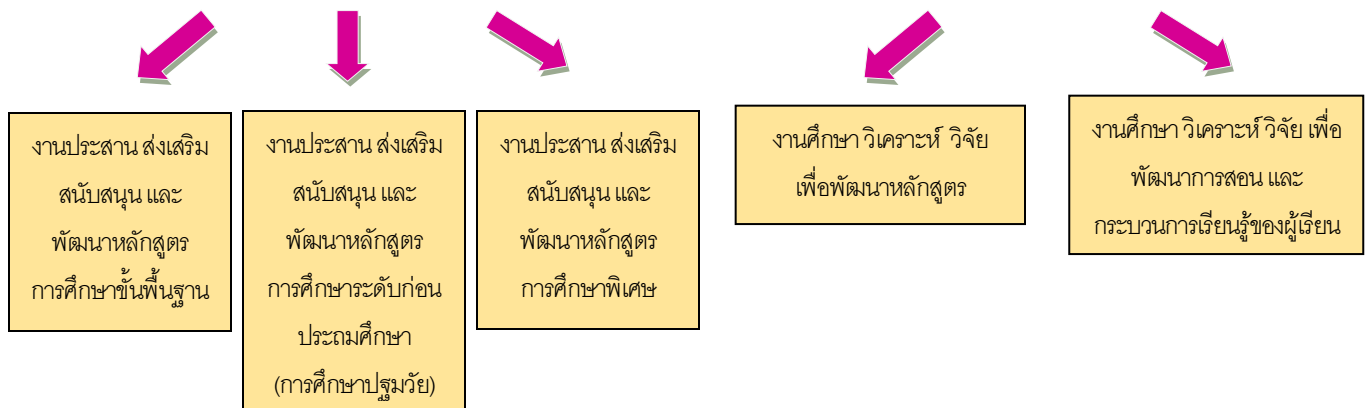 งานประสาน ส่งเสริม
สนับสนุน และ
พัฒนาหลักสูตร
การศึกษาขั้นพื้นฐาน
งานประสาน ส่งเสริม
สนับสนุน และ
พัฒนาหลักสูตร
การศึกษาระดับก่อน
ประถมศึกษา
(การศึกษาปฐมวัย)
งานประสาน ส่งเสริม
สนับสนุน และ
พัฒนาหลักสูตร
การศึกษาพิเศษ
งานศึกษา วิเคราะห์ วิจัย
เพื่อพัฒนาหลักสูตร
งานศึกษา วิเคราะห์ วิจัย เพื่อ
พัฒนาการสอน และ
กระบวนการเรียนรู้ของผู้เรียน